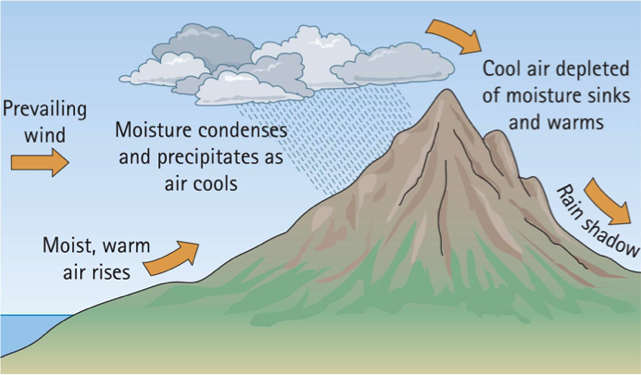 Prevailing
wind
Moisture condenses
and precipitates as
air cools
Moist, warm
air rises
Cool air depleted
of moisture sinks
and warms
Rain shadow